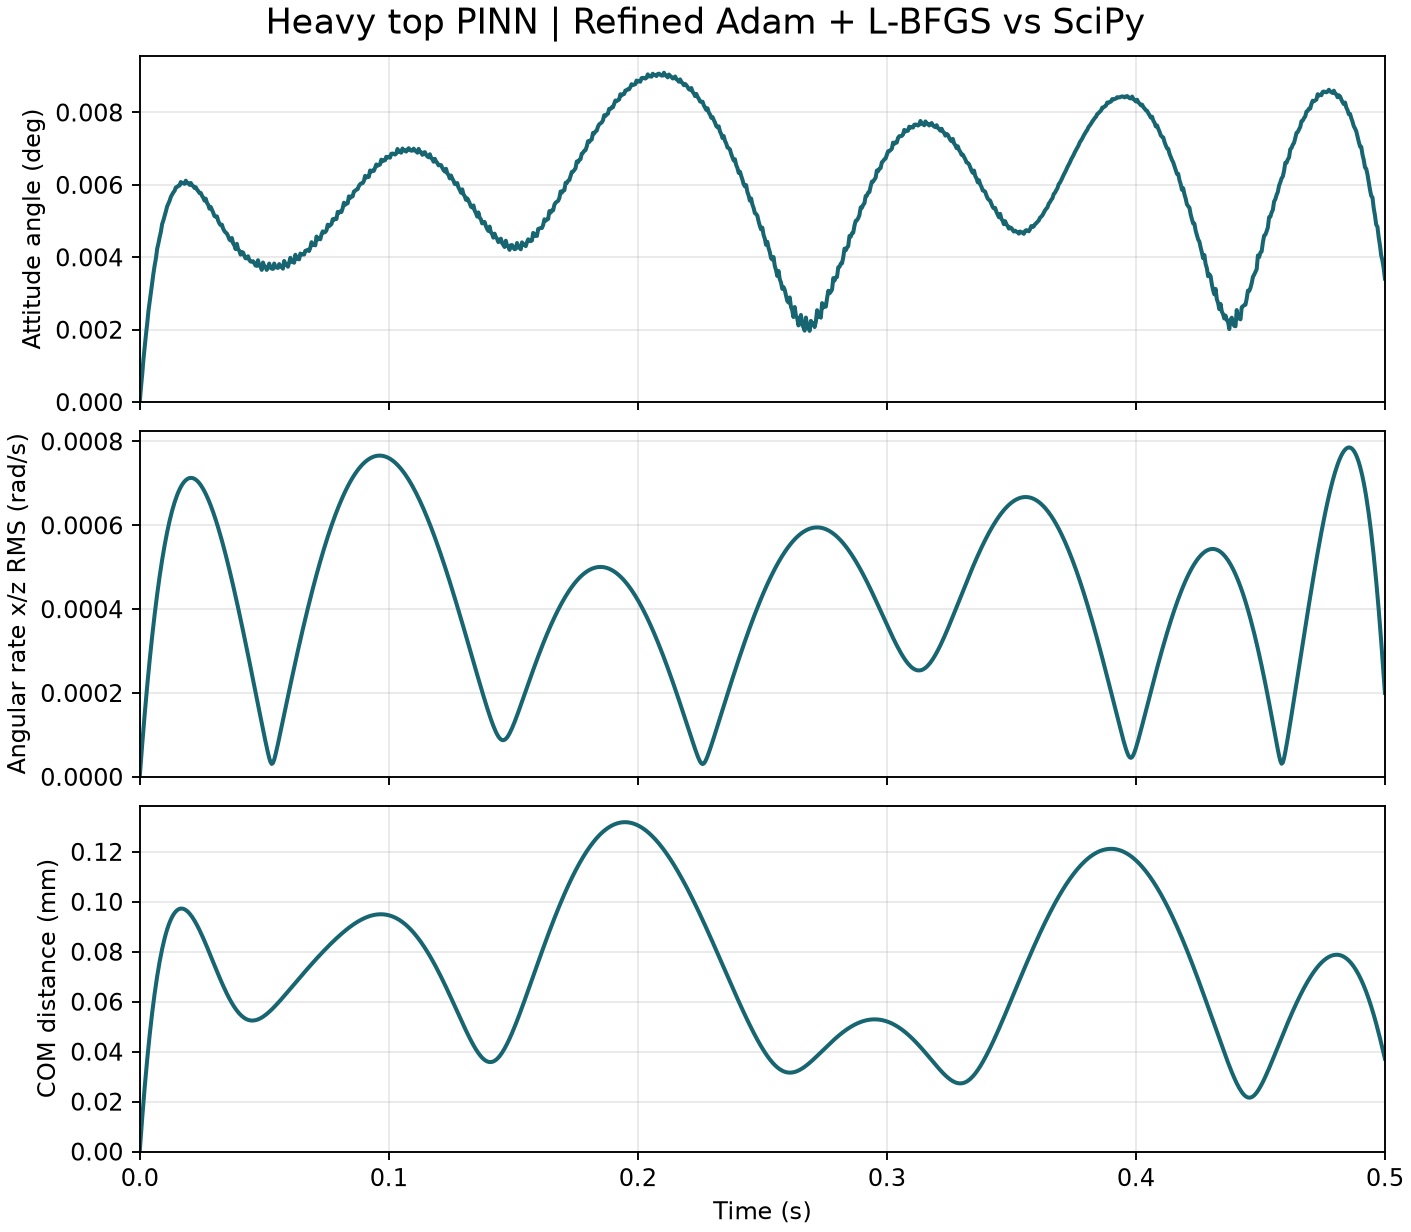 Heavy top PINN | Refined Adam + L-BFGS vs SciPy
Attitude angle (deg)
0.008
0.006
0.004
0.002
0.000
Angular rate x/z RMS (rad/s)
0.0008
0.0006
0.0004
0.0002
0.0000
COM distance (mm)
0.12
0.10
0.08
0.06
0.04
0.02
0.00
0.0 0.1 0.2 0.3 0.4 0.5
Time (s)